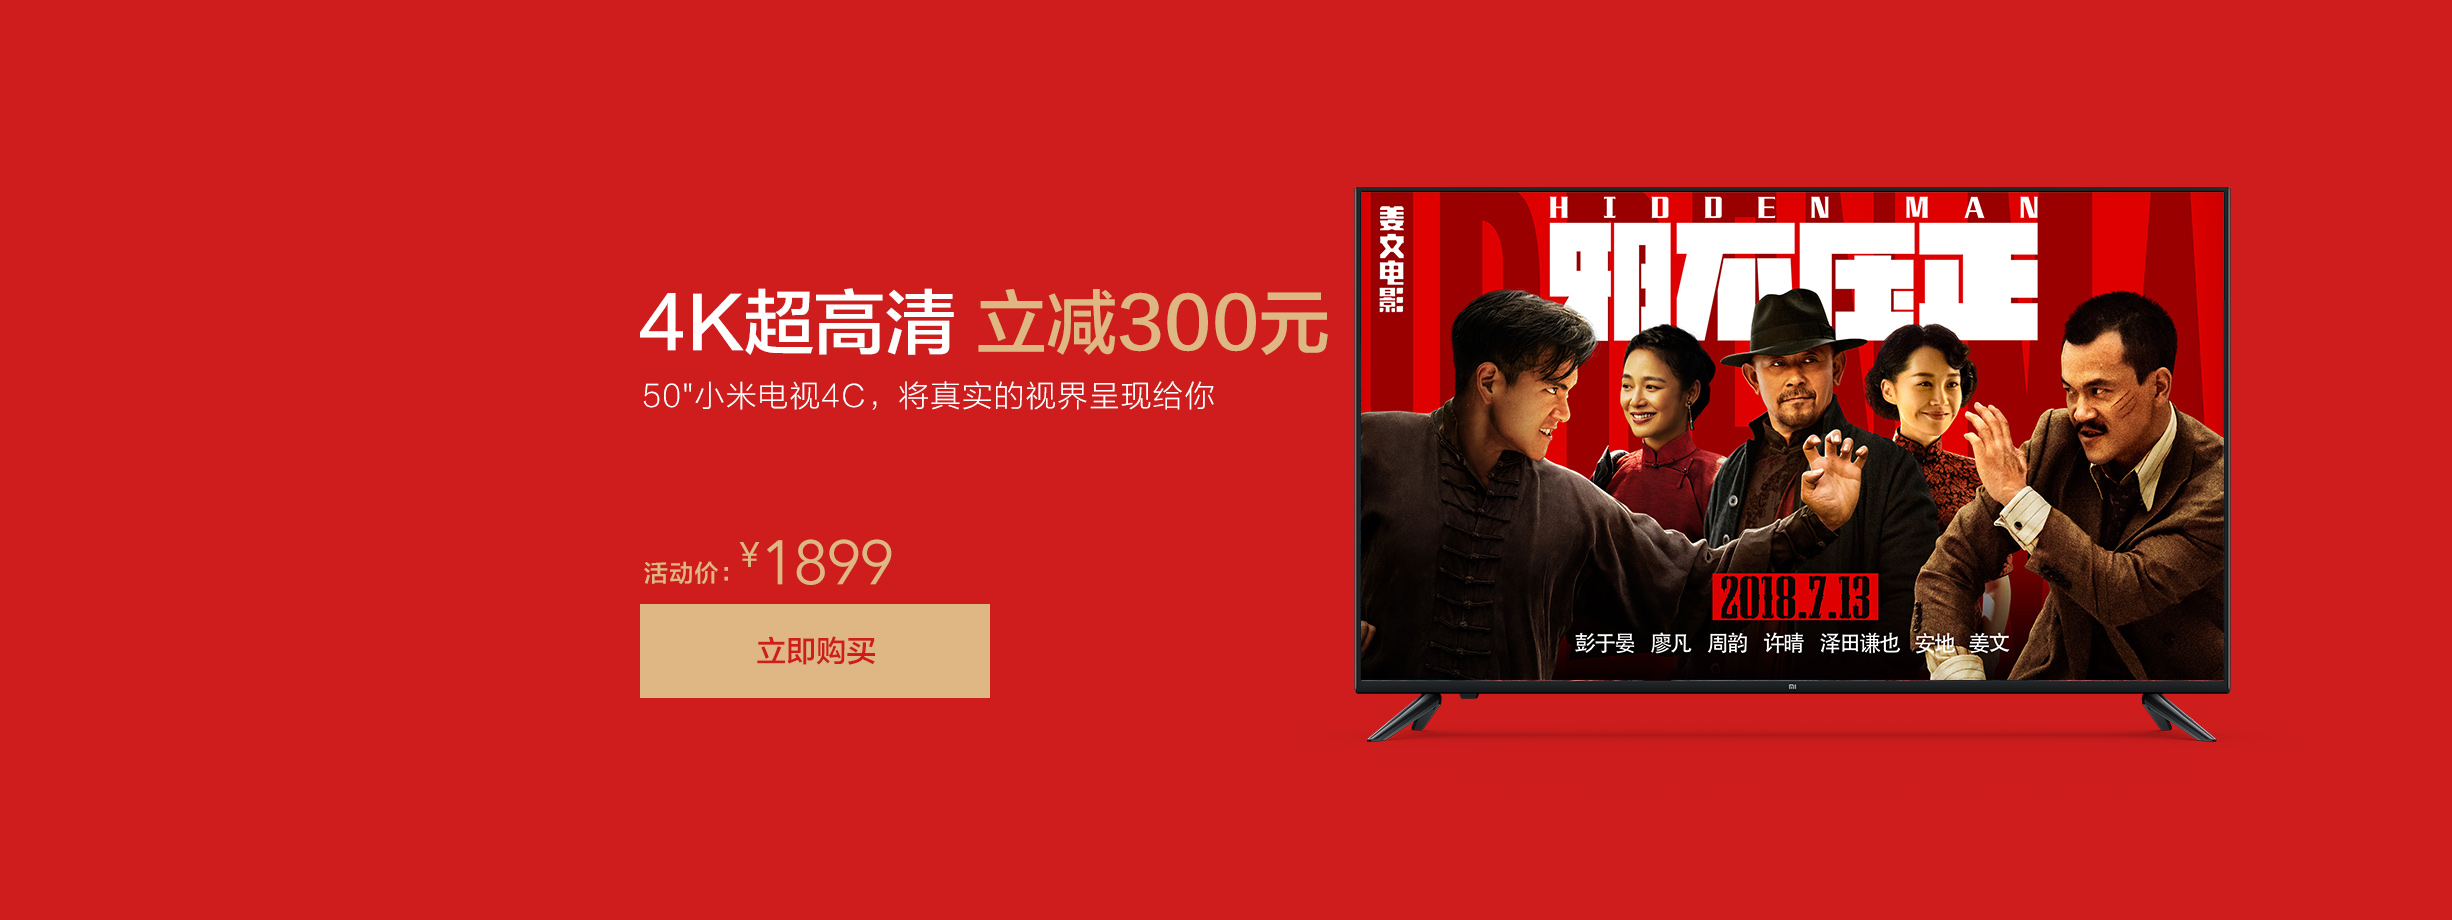 4K超高清 立减300元
50"小米电视4C，将真实的视界呈现给你
活动价：¥1899
立即购买
姜文电影
HIDDEN MAN
邪不压正
2018.7.13
彭于晏 廖凡 周韵 许晴 泽田谦也 安地 姜文
mi